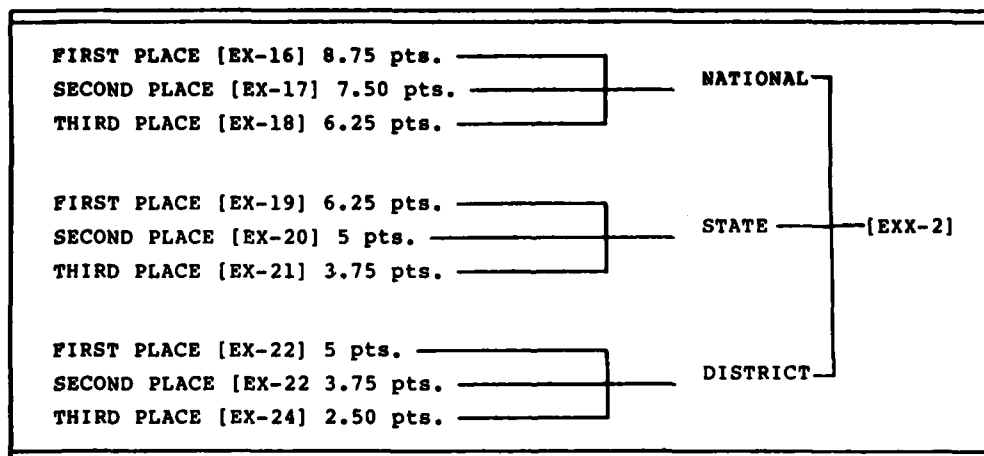 FIRST PLACE [EX-16] 8.75 pts.
SECOND PLACE [EX-17] 7.50 pts.
THIRD PLACE [EX-18] 6.25 pts.
NATIONAL
FIRST PLACE [EX-19] 6.25 pts.
SECOND PLACE [EX-20] 5 pts.
THIRD PLACE [EX-21] 3.75 pts.
STATE
[EXX-2]
FIRST PLACE [EX-22] 5 pts.
SECOND PLACE [EX-22 3.75 pts.
THIRD PLACE [EX-24] 2.50 pts.
DISTRICT